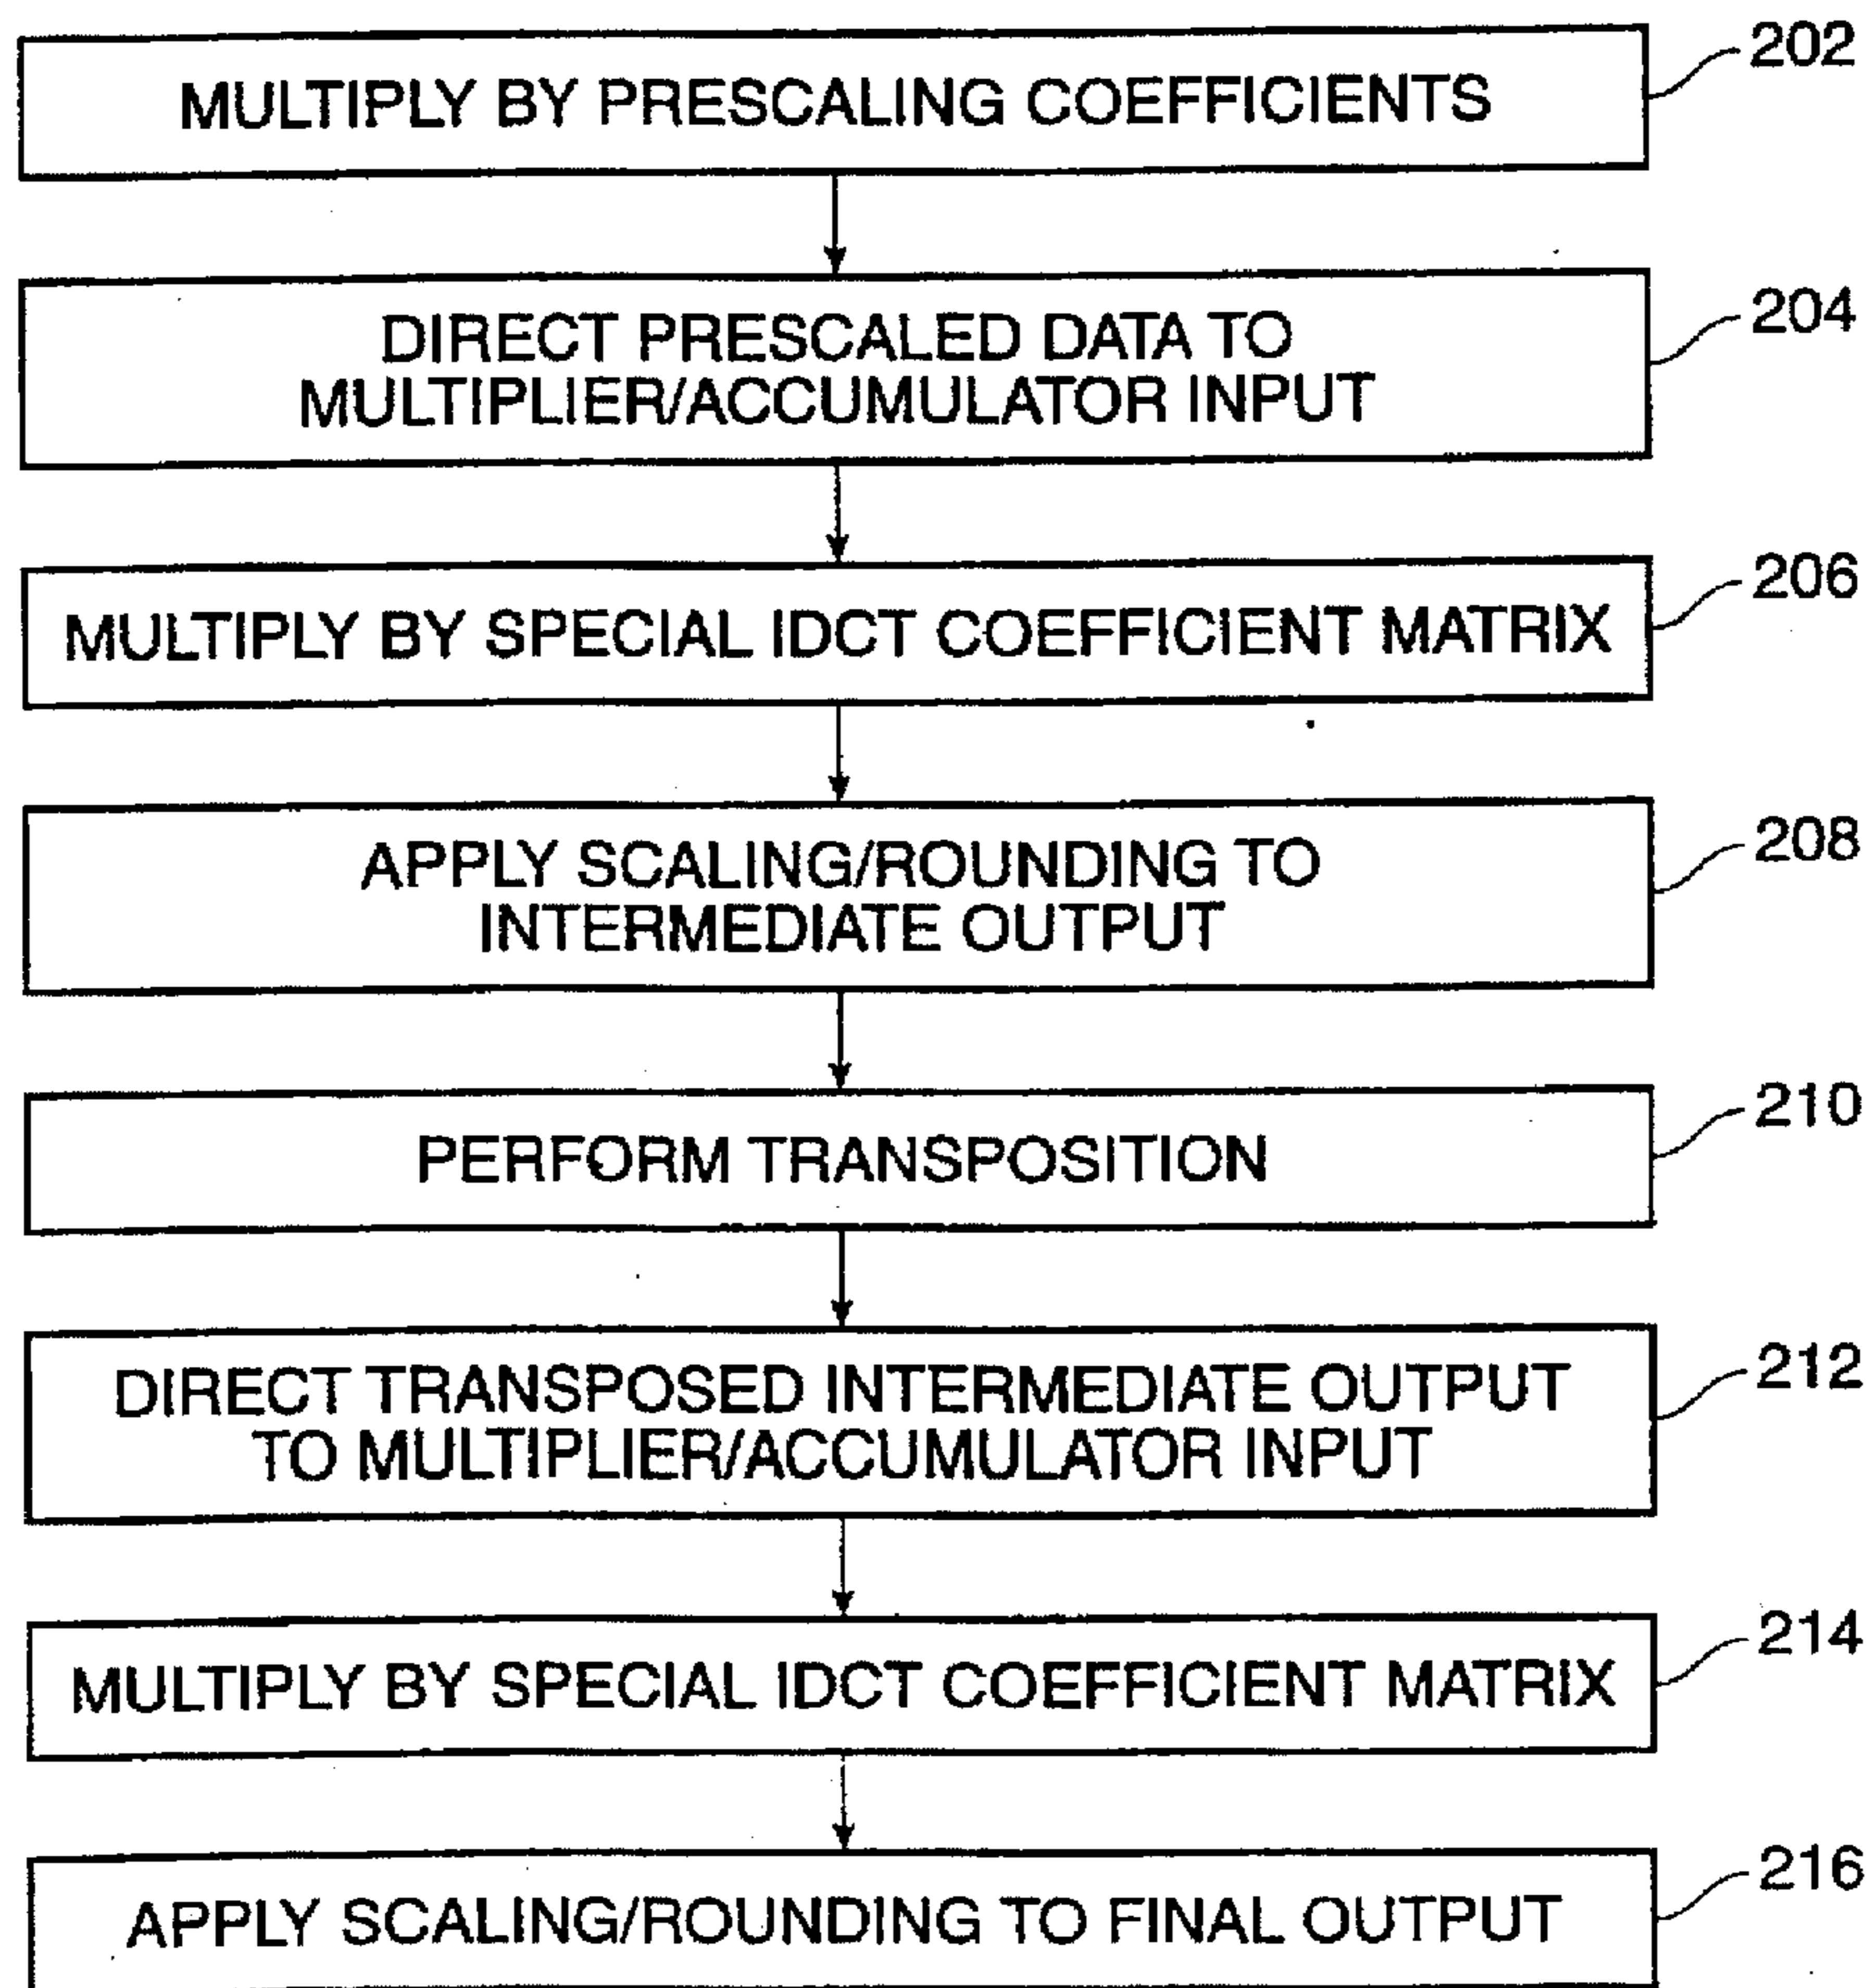 MULTIPLY BY PRESCALING COEFFICIENTS
202
DIRECT PRESCALED DATA TO
MULTIPLIER/ACCUMULATOR INPUT
204
MULTIPLY BY SPECIAL IDCT COEFFICIENT MATRIX
206
APPLY SCALING/ROUNDING TO
INTERMEDIATE OUTPUT
208
PERFORM TRANSPOSITION
210
DIRECT TRANSPOSED INTERMEDIATE OUTPUT
TO MULTIPLIER/ACCUMULATOR INPUT
212
MULTIPLY BY SPECIAL IDCT COEFFICIENT MATRIX
214
APPLY SCALING/ROUNDING TO FINAL OUTPUT
216